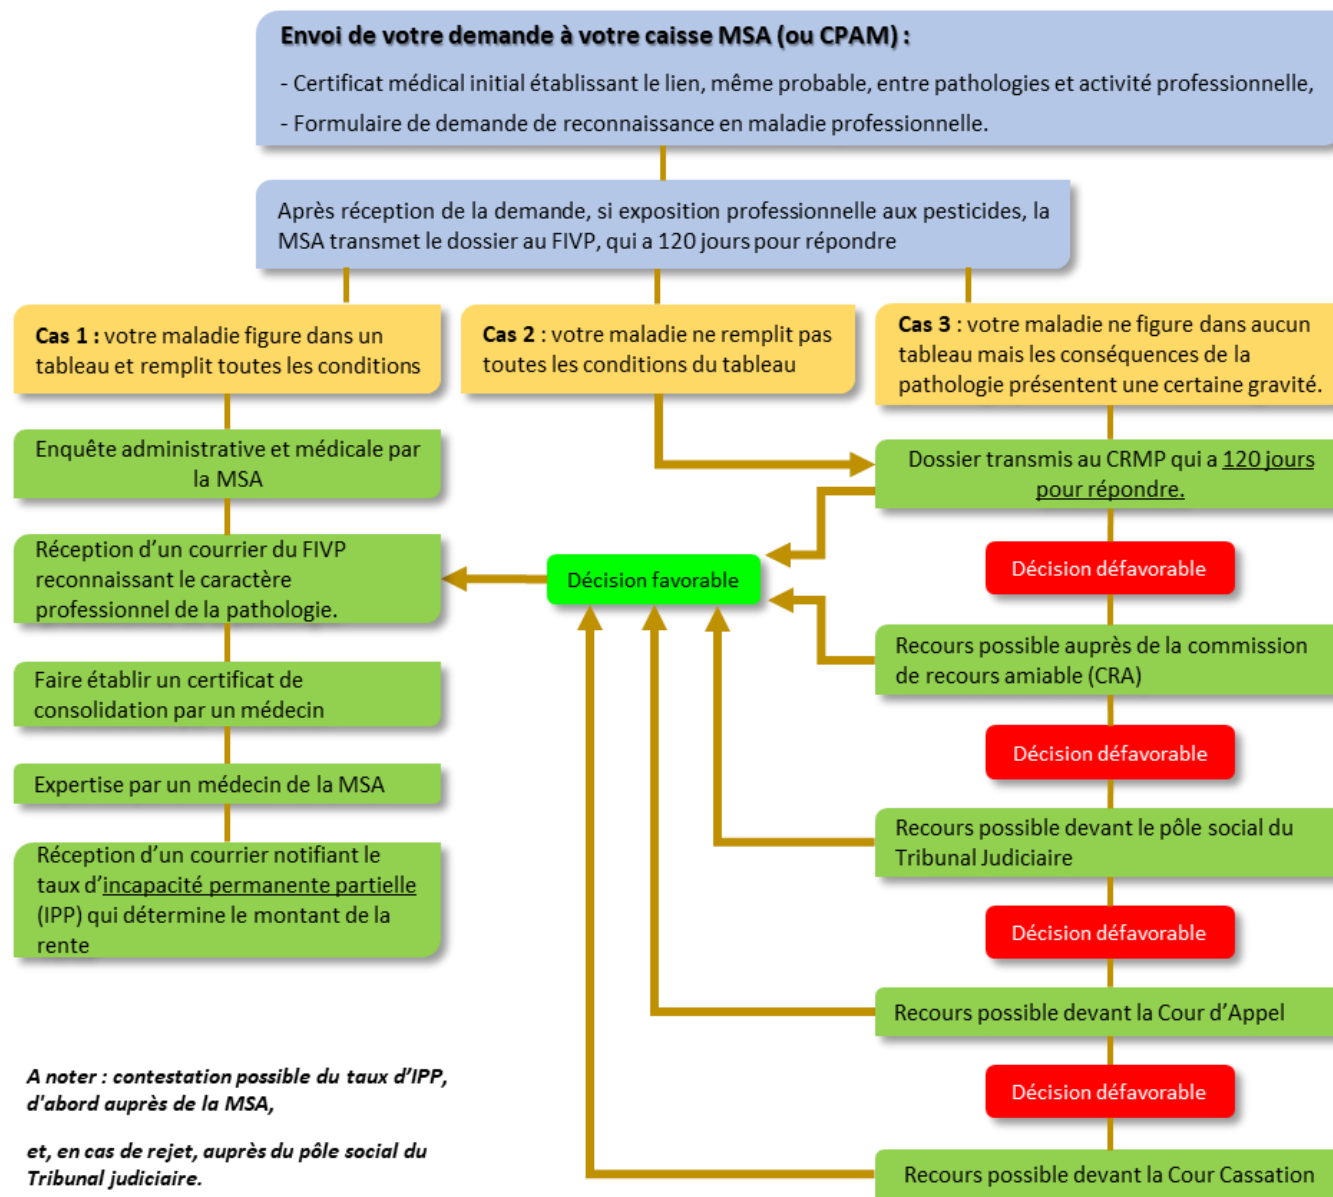 Envoi de votre demande à votre caisse MSA (ou CPAM) :
- Certificat médical initial établissant le lien, même probable, entre pathologies et activité professionnelle,
- Formulaire de demande de reconnaissance en maladie professionnelle.
Après réception de la demande, si exposition professionnelle aux pesticides, la
MSA transmet le dossier au FIVP, qui a 120 jours pour répondre
Cas 1 : votre maladie figure dans un
tableau et remplit toutes les conditions
Cas 2 : votre maladie ne remplit pas
toutes les conditions du tableau
Cas 3 : votre maladie ne figure dans aucun
tableau mais les conséquences de la
pathologie présentent une certaine gravité.
Enquête administrative et médicale par
la MSA
Réception d'un courrier du FIVP
reconnaissant le caractère
professionnel de la pathologie.
Faire établir un certificat de
consolidation par un médecin
Expertise par un médecin de la MSA
Réception d'un courrier notifiant le
taux d'incapacité permanente partielle
(IPP) qui détermine le montant de la
rente
Décision favorable
Dossier transmis au CRMP qui a 120 jours
pour répondre.
Décision défavorable
Recours possible auprès de la commission
de recours amiable (CRA)
Décision défavorable
Recours possible devant le pôle social du
Tribunal Judiciaire
Décision défavorable
Recours possible devant la Cour d'Appel
Décision défavorable
Recours possible devant la Cour Cassation
A noter : contestation possible du taux d'IPP,
d'abord auprès de la MSA,
et, en cas de rejet, auprès du pôle social du
Tribunal judiciaire.